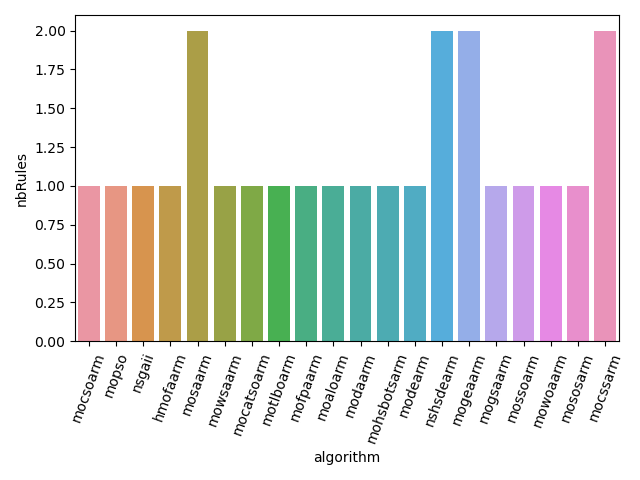 2.00
1.75
1.50
1.25
1.00
0.75
0.50
0.25
0.00
nbRules
mocsoarm
mopso
nsgaii
hmofaarm
mosaarm
mowsaarm
mocatsoarm
motlboarm
mofpaarm
moaloarm
modaarm
mohsbotsarm
modearm
nshsdearm
mogeaarm
mogsaarm
mossoarm
mowoaarm
mososarm
mocssarm
algorithm